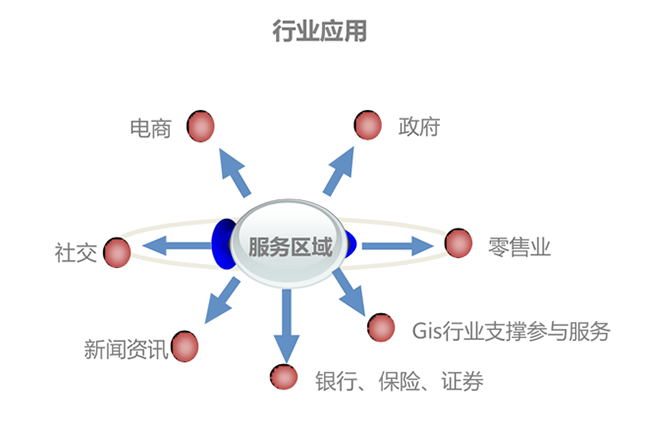 行业应用
电商
政府
社交
服务区域
零售业
新闻资讯
Gis行业支撑参与服务
银行、保险、证券